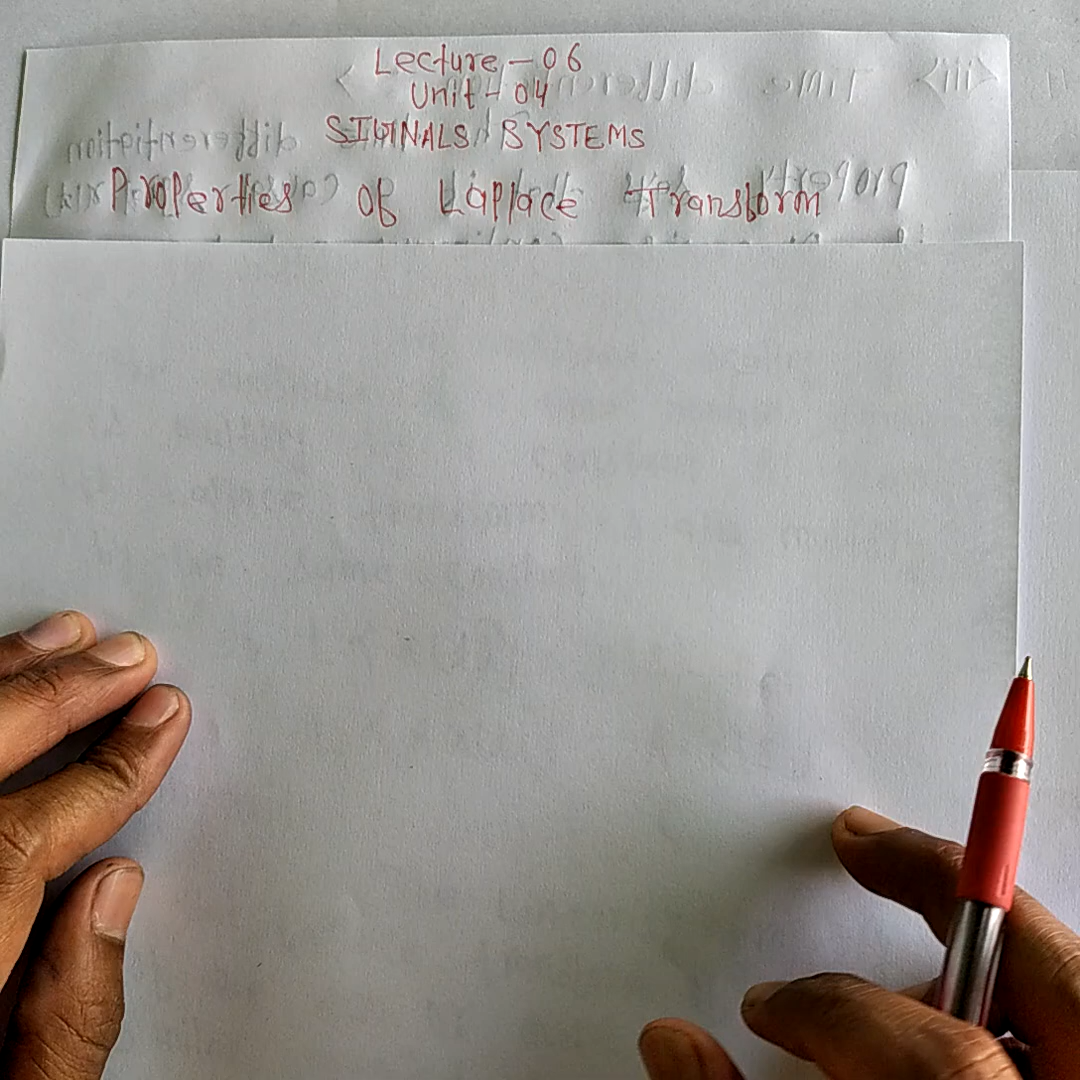 Lecture - 06
Unit - 04
SIGNALS SYSTEMS
Properties of Laplace Transform